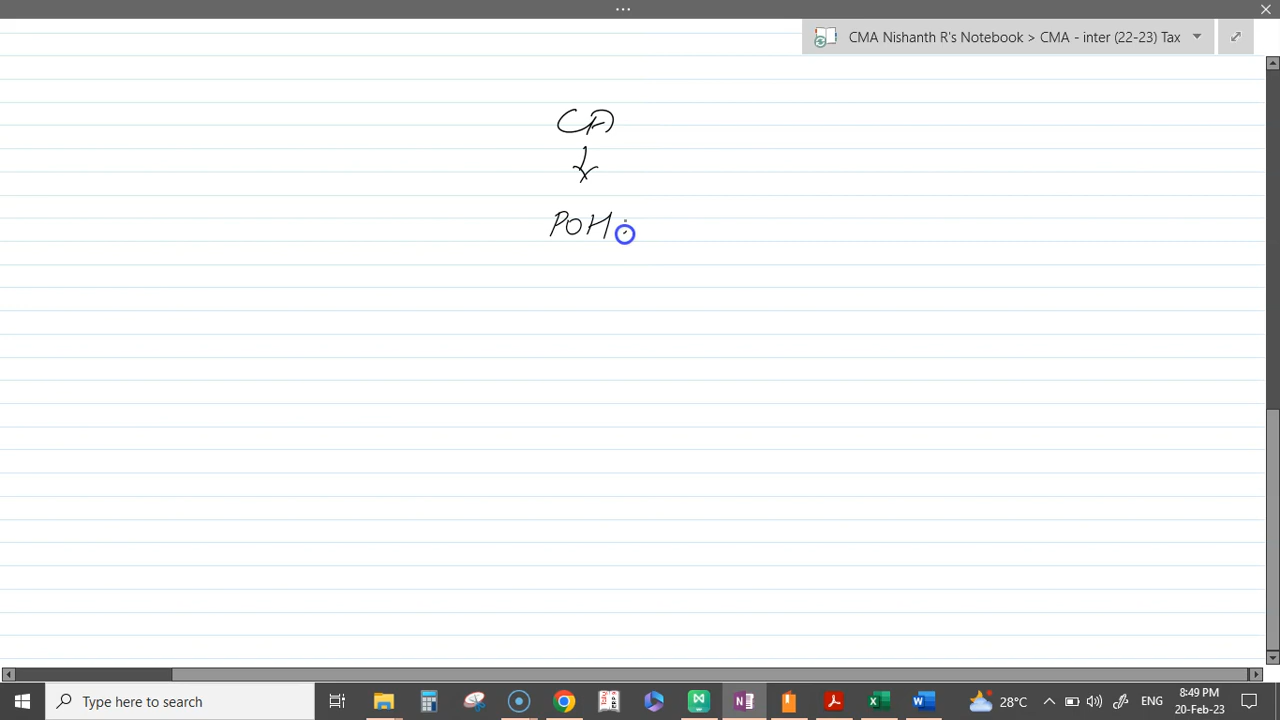 ...
CMA Nishanth R's Notebook > CMA - inter (22-23) Tax
POH
Type here to search
28°C
ENG
8:49 PM
20-Feb-23